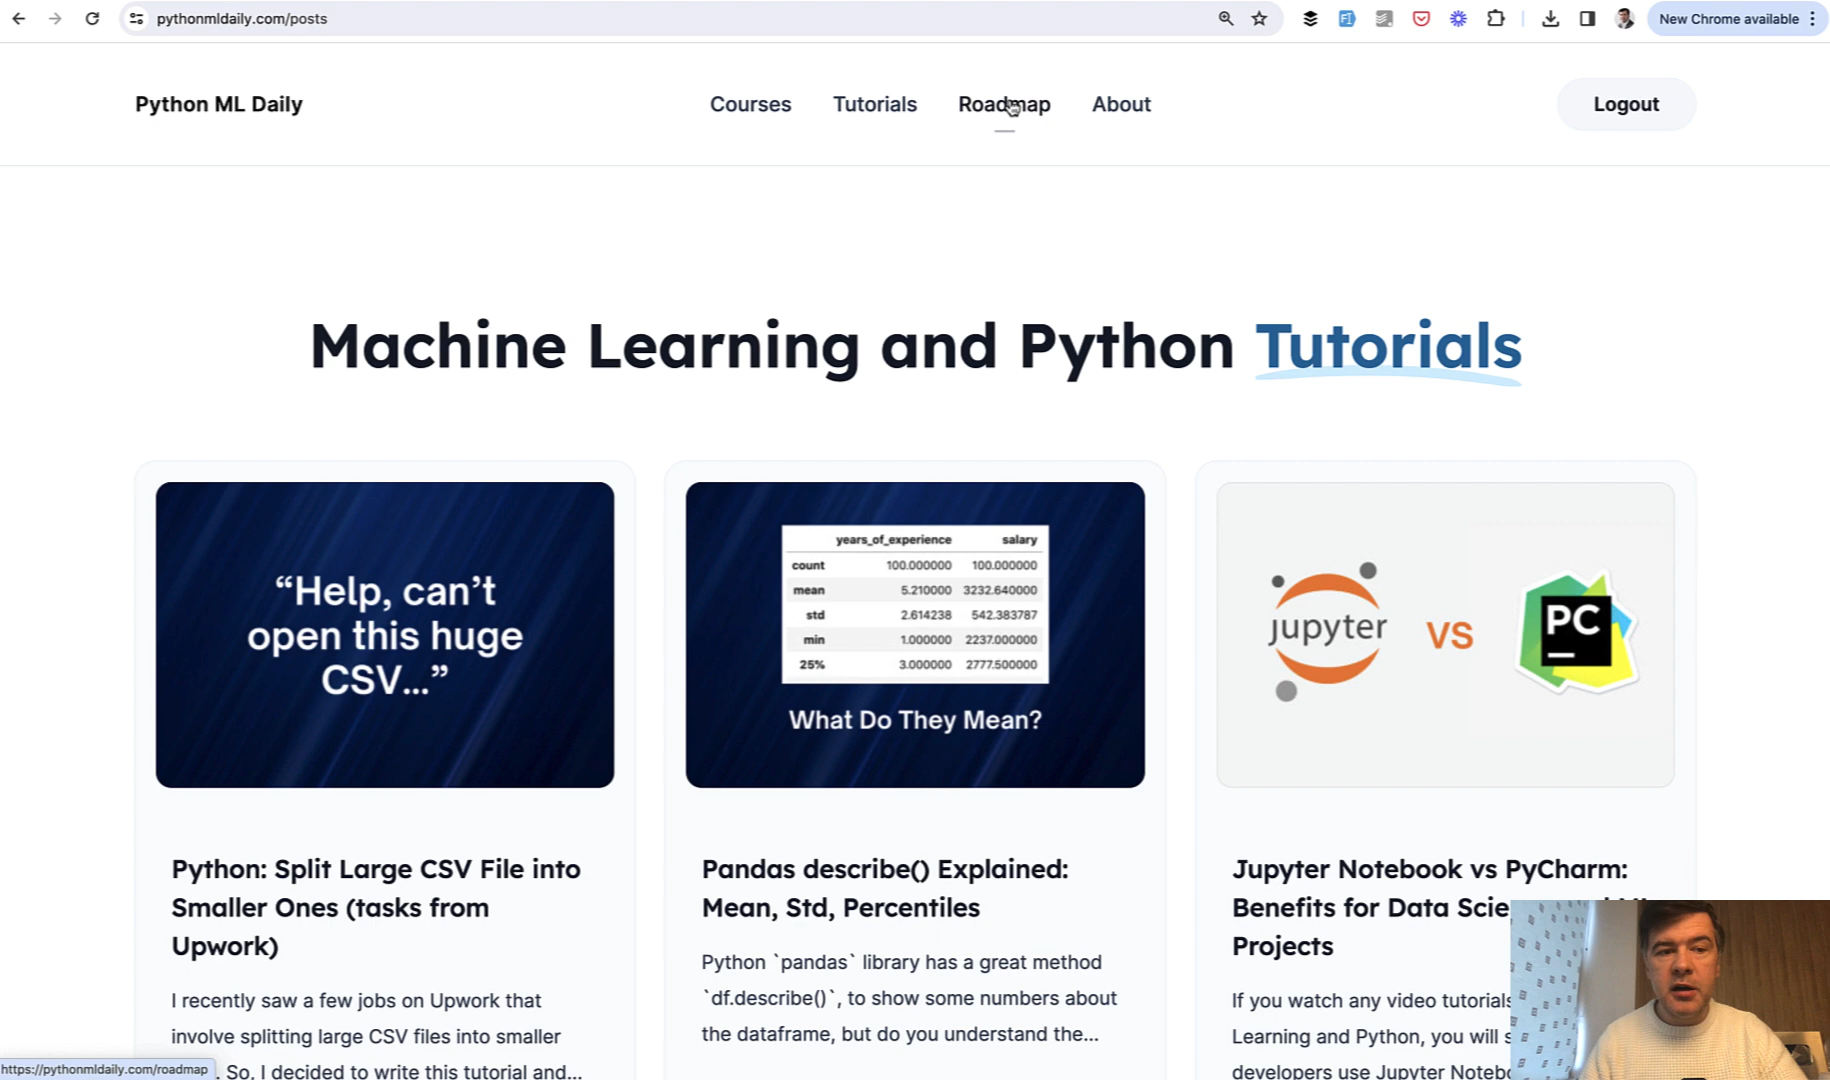 pythonmldaily.com/posts
New Chrome available
Python ML Daily
Courses
Tutorials
Roadmap
About
Logout
Machine Learning and Python Tutorials
“Help, can’t
open this huge
CSV...”
years_of_experience salary
count 100.000000 100.000000
mean 5.210000 3232.640000
std 2.614238 542.383787
min 1.000000 2237.000000
25% 3.000000 2777.500000
What Do They Mean?
jupyter
VS
PC
Python: Split Large CSV File into
Smaller Ones (tasks from
Upwork)
I recently saw a few jobs on Upwork that
involve splitting large CSV files into smaller
. So, I decided to write this tutorial and...
Pandas describe() Explained:
Mean, Std, Percentiles
Python `pandas` library has a great method
`df.describe()`, to show some numbers about
the dataframe, but do you understand the...
Jupyter Notebook vs PyCharm:
Benefits for Data
Projects
If you watch any video tutorials
Learning and Python, you will
developers use Jupyter
https://pythonmldaily.com/roadmap